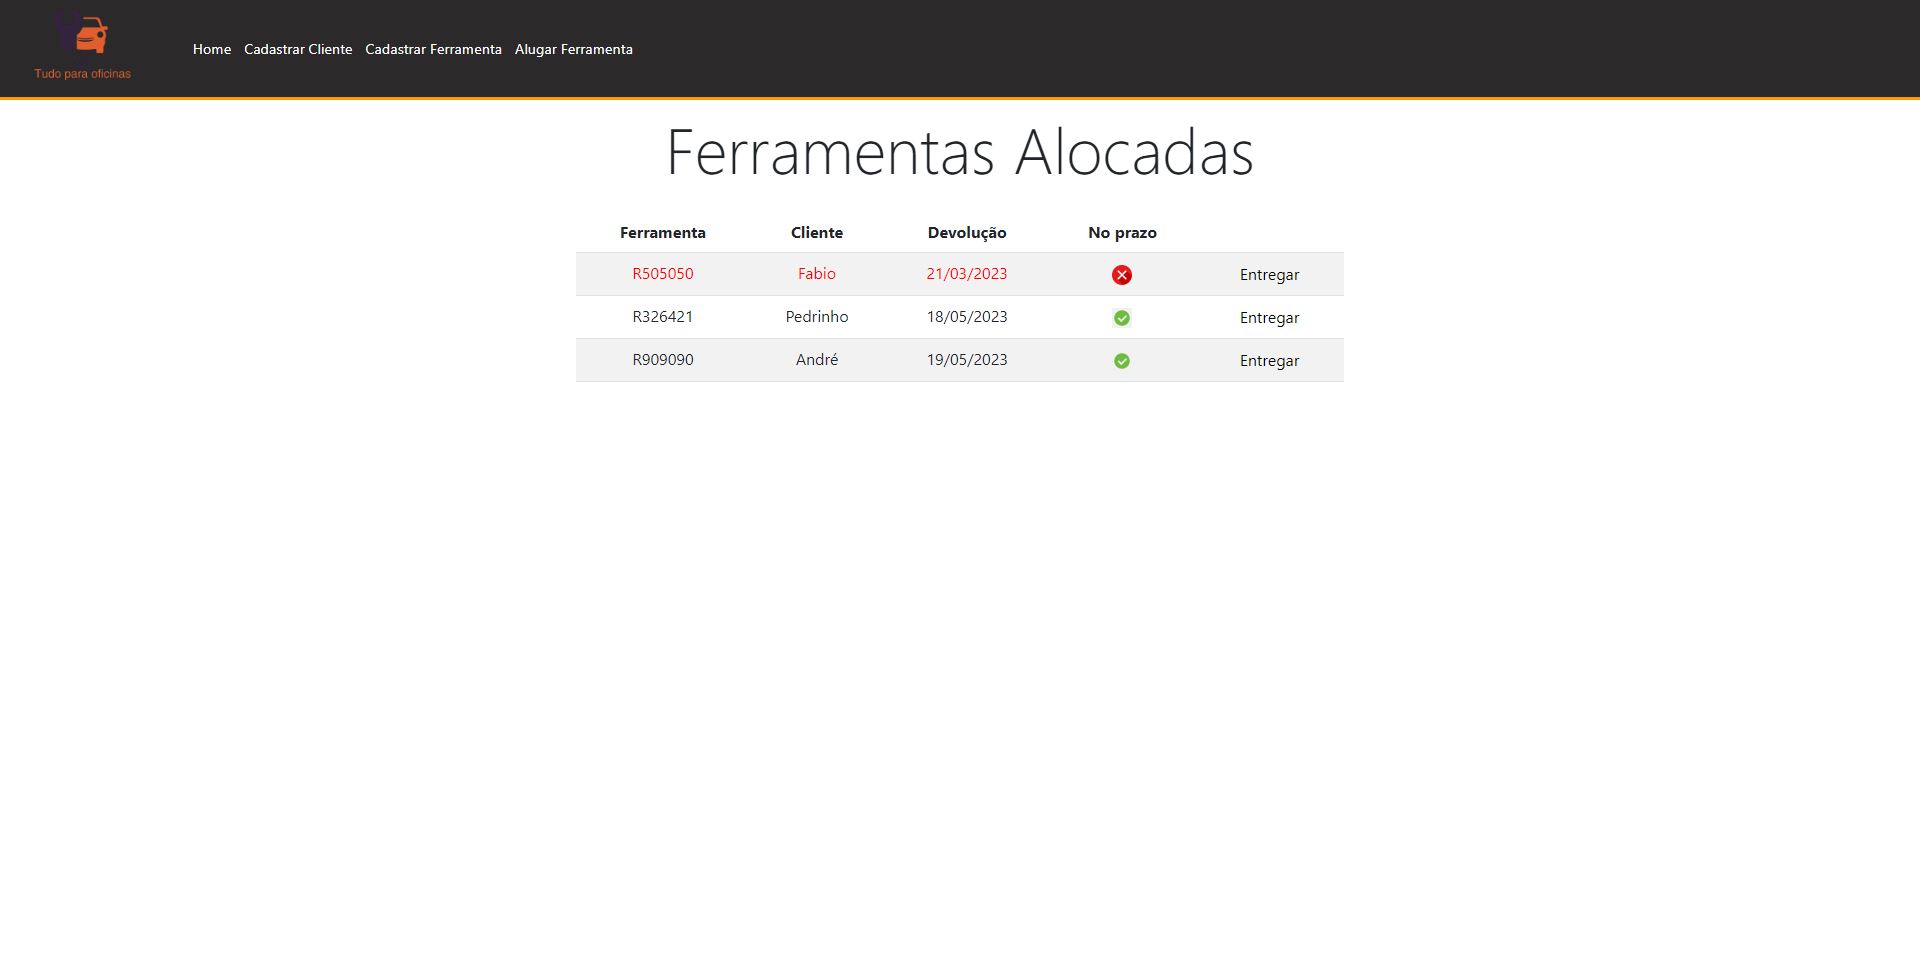 Tudo para oficinas
Home Cadastrar Cliente Cadastrar Ferramenta Alugar Ferramenta
Ferramentas Alocadas
Ferramenta Cliente Devolução No prazo
R505050 Fabio 21/03/2023 Entregar
R326421 Pedrinho 18/05/2023 Entregar
R909090 André 19/05/2023 Entregar